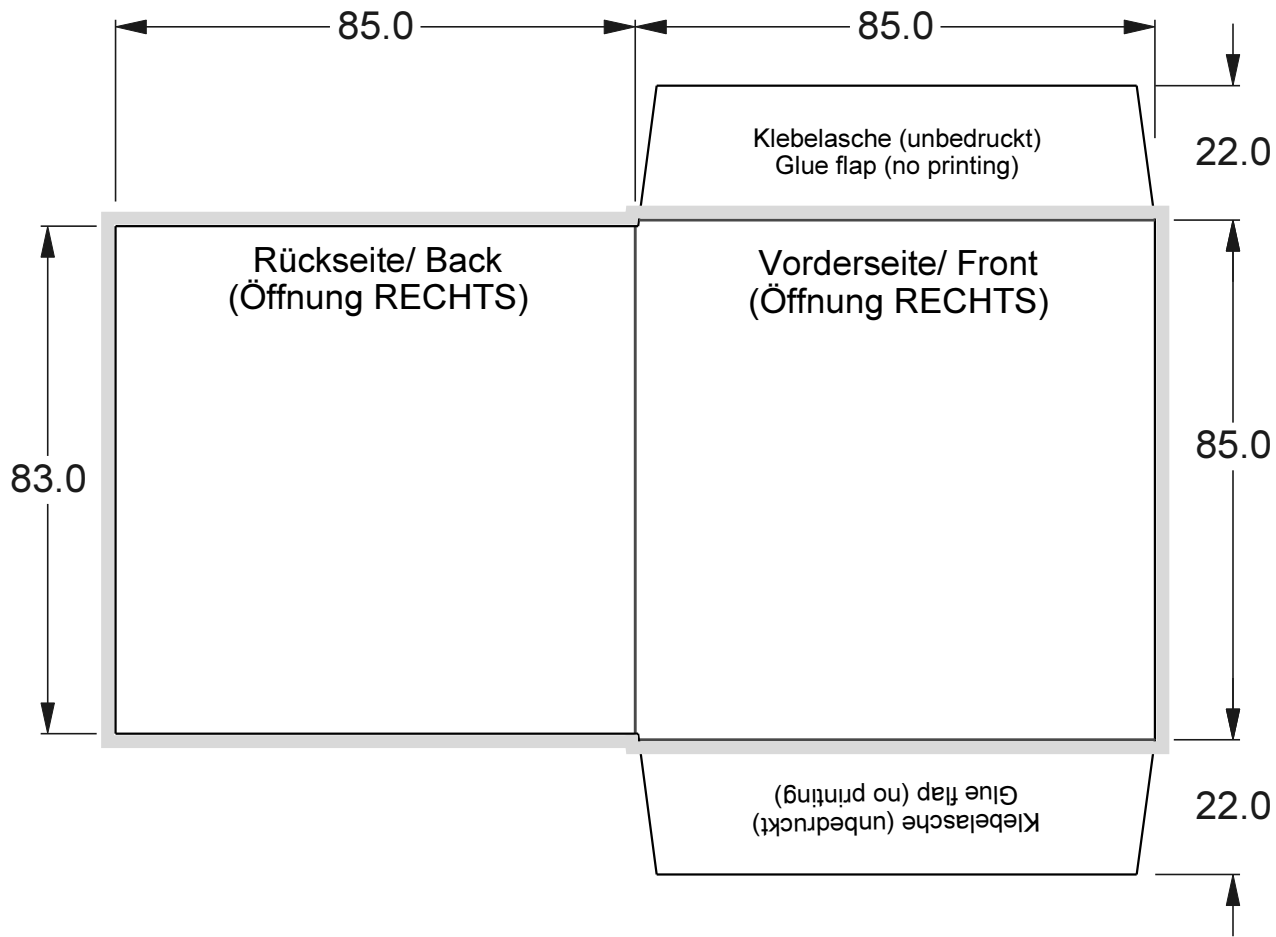 85.0
85.0
Klebelasche (unbedruckt)
Glue flap (no printing)
22.0
Rückseite/ Back
(Öffnung RECHTS)
Vorderseite/ Front
(Öffnung RECHTS)
83.0
85.0
Klebelasche (unbedruckt)
Glue flap (no printing)
22.0